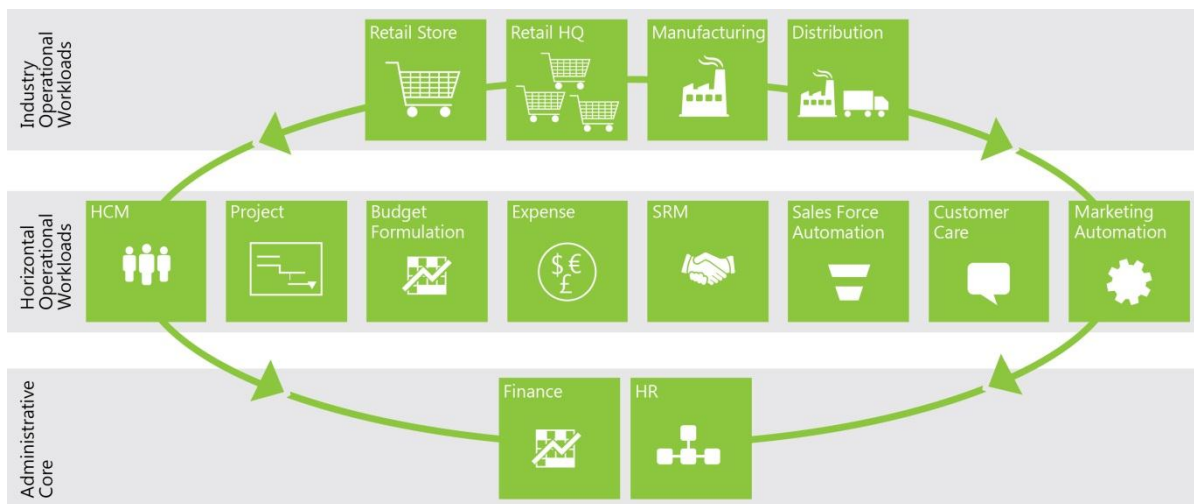 Industry
Operational
Workloads
Retail Store
Retail HQ
Manufacturing
Distribution
Horizontal
Operational
Workloads
HCM
Project
Budget
Formulation
Expense
$€
£
SRM
Sales Force
Automation
Customer
Care
Marketing
Automation
Administrative
Core
Finance
HR